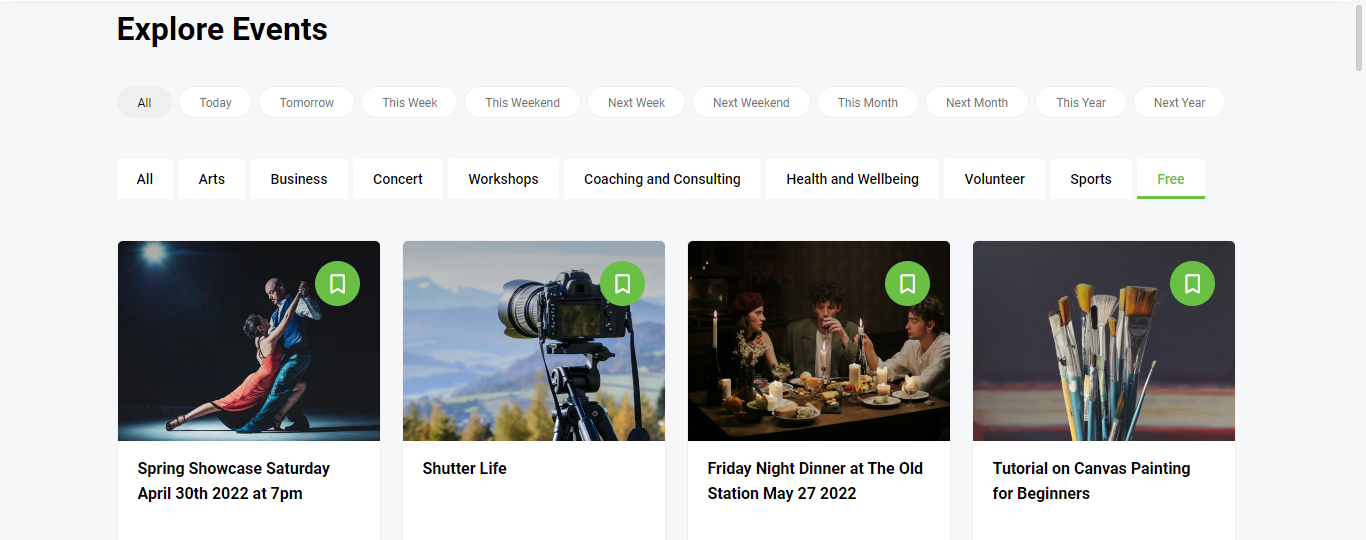 Explore Events
All Today Tomorrow This Week This Weekend Next Week Next Weekend This Month Next Month This Year Next Year
All Arts Business Concert Workshops Coaching and Consulting Health and Wellbeing Volunteer Sports Free
Spring Showcase Saturday
April 30th 2022 at 7pm
Shutter Life
Friday Night Dinner at The Old
Station May 27 2022
Tutorial on Canvas Painting
for Beginners